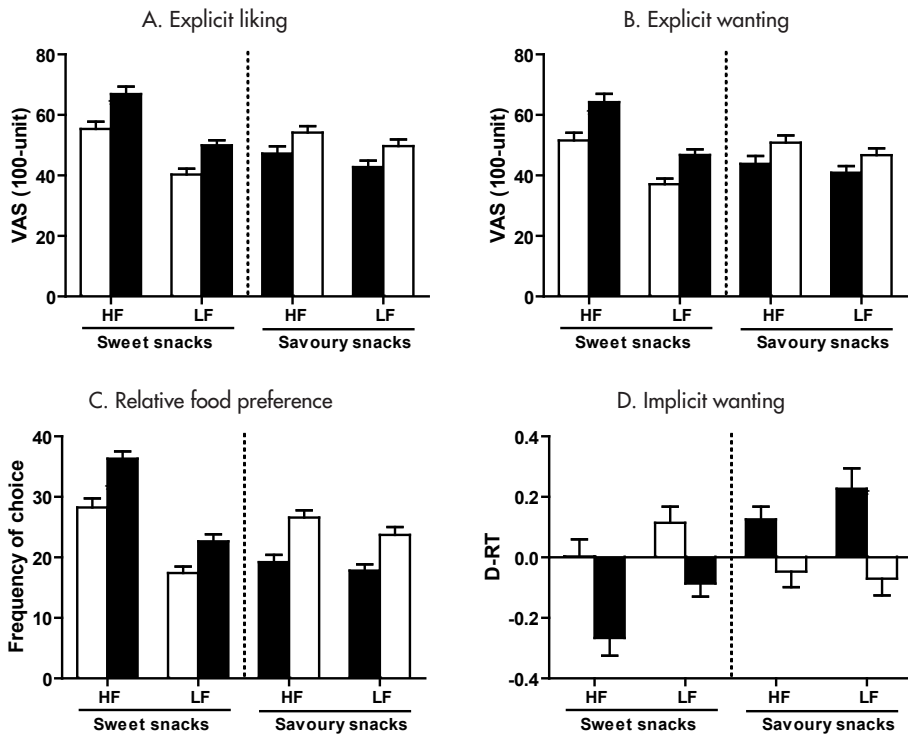 A. Explicit liking
VAS (100-unit)
80
60
40
20
0
HF LF HF LF
Sweet snacks Savoury snacks
B. Explicit wanting
VAS (100-unit)
80
60
40
20
0
HF LF HF LF
Sweet snacks Savoury snacks
C. Relative food preference
Frequency of choice
40
30
20
10
0
HF LF HF LF
Sweet snacks Savoury snacks
D. Implicit wanting
D-RT
0.4
0.2
0.0
-0.2
-0.4
HF LF HF LF
Sweet snacks Savoury snacks